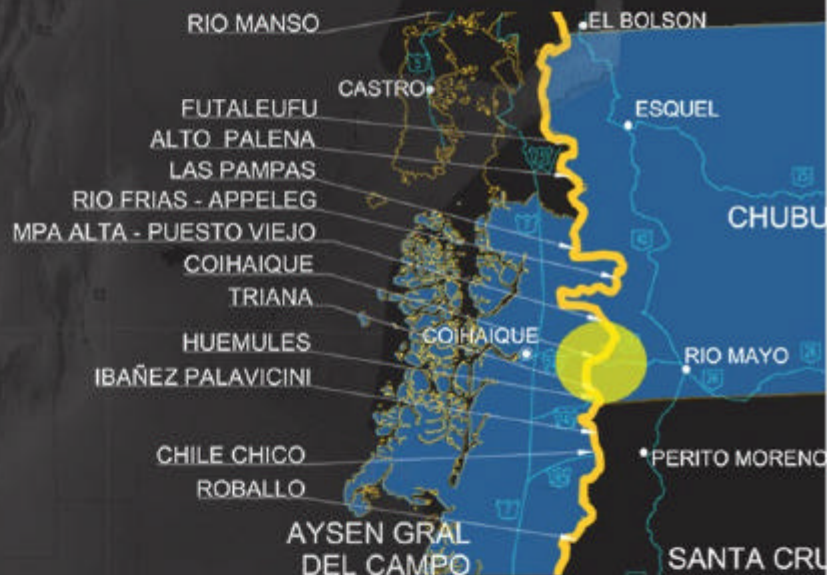 RIO MANSO
EL BOLSON
CASTRO
FUTALEUFU
ESQUEL
ALTO PALENA
LAS PAMPAS
RIO FRIAS - APPELEG
CHUBU
MPA ALTA - PUESTO VIEJO
COIHAIQUE
TRIANA
HUEMULES
COIHAIQUE
RIO MAYO
IBAÑEZ PALAVICINI
CHILE CHICO
PERITO MORENO
ROBALLO
AYSEN GRAL
DEL CAMPO
SANTA CRU